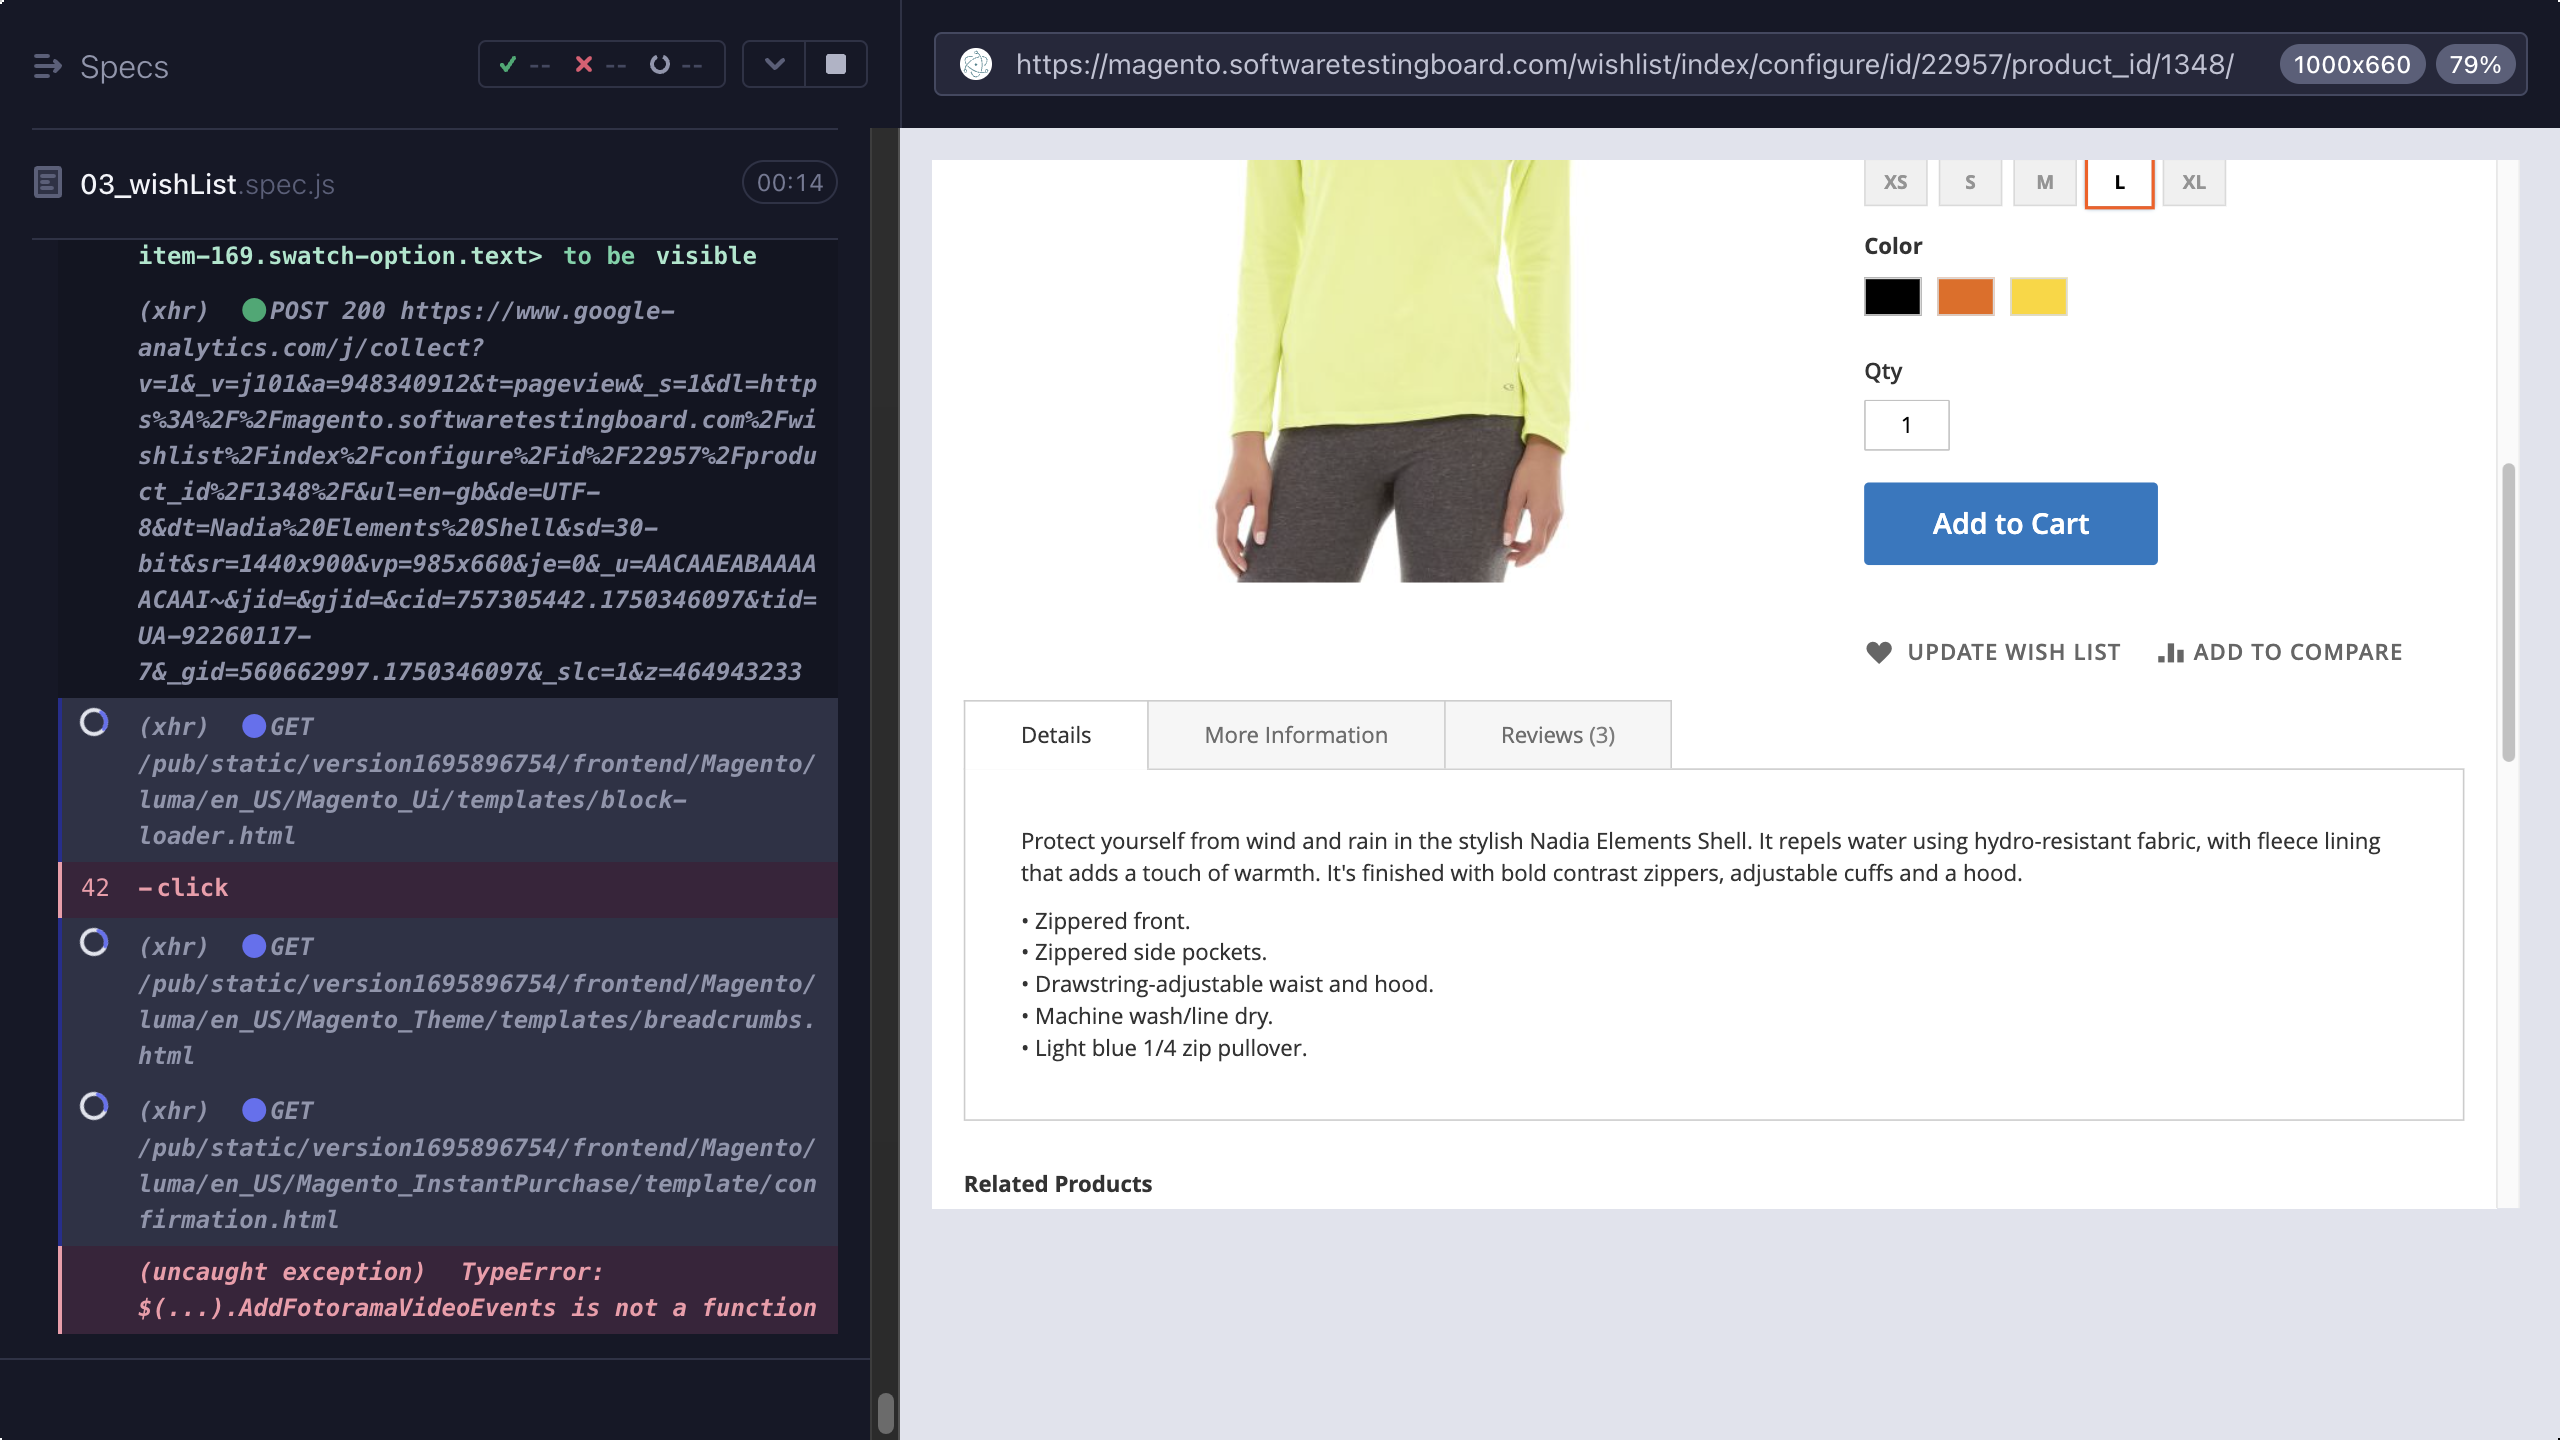 Specs
-- -- --
https://magento.softwaretestingboard.com/wishlist/index/configure/id/22957/product_id/1348/ 1000x660 79%
03_wishList.spec.js 00:14
item-169.swatch-option.text> to be visible
(xhr) POST 200 https://www.google-
analytics.com/j/collect?
v=1&_v=j101&a=948340912&t=pageview&_s=1&dl=http
s%3A%2F%2Fmagento.softwaretestingboard.com%2Fwi
shlist%2Findex%2Fconfigure%2Fid%2F22957%2Fprodu
ct_id%2F1348%2F&ul=en-gb&de=UTF-
8&dt=Nadia%20Elements%20Shell&sd=30-
bit&sr=1440x900&vp=985x660&je=0&_u=AACAAEABAAAA
ACAAI~&jid=&gjid=&cid=757305442.1750346097&tid=
UA-92260117-
7&_gid=560662997.1750346097&_slc=1&z=464943233
(xhr) GET
/pub/static/version1695896754/frontend/Magento/
luma/en_US/Magento_Ui/templates/block-
loader.html
42 -click
(xhr) GET
/pub/static/version1695896754/frontend/Magento/
luma/en_US/Magento_Theme/templates/breadcrumbs.
html
(xhr) GET
/pub/static/version1695896754/frontend/Magento/
luma/en_US/Magento_InstantPurchase/template/con
firmation.html
(uncaught exception) TypeError:
$(...).AddFotoramaVideoEvents is not a function
XS S M L XL
Color
Qty
1
Add to Cart
UPDATE WISH LIST ADD TO COMPARE
Details More Information Reviews (3)
Protect yourself from wind and rain in the stylish Nadia Elements Shell. It repels water using hydro-resistant fabric, with fleece lining
that adds a touch of warmth. It's finished with bold contrast zippers, adjustable cuffs and a hood.
• Zippered front.
• Zippered side pockets.
• Drawstring-adjustable waist and hood.
• Machine wash/line dry.
• Light blue 1/4 zip pullover.
Related Products